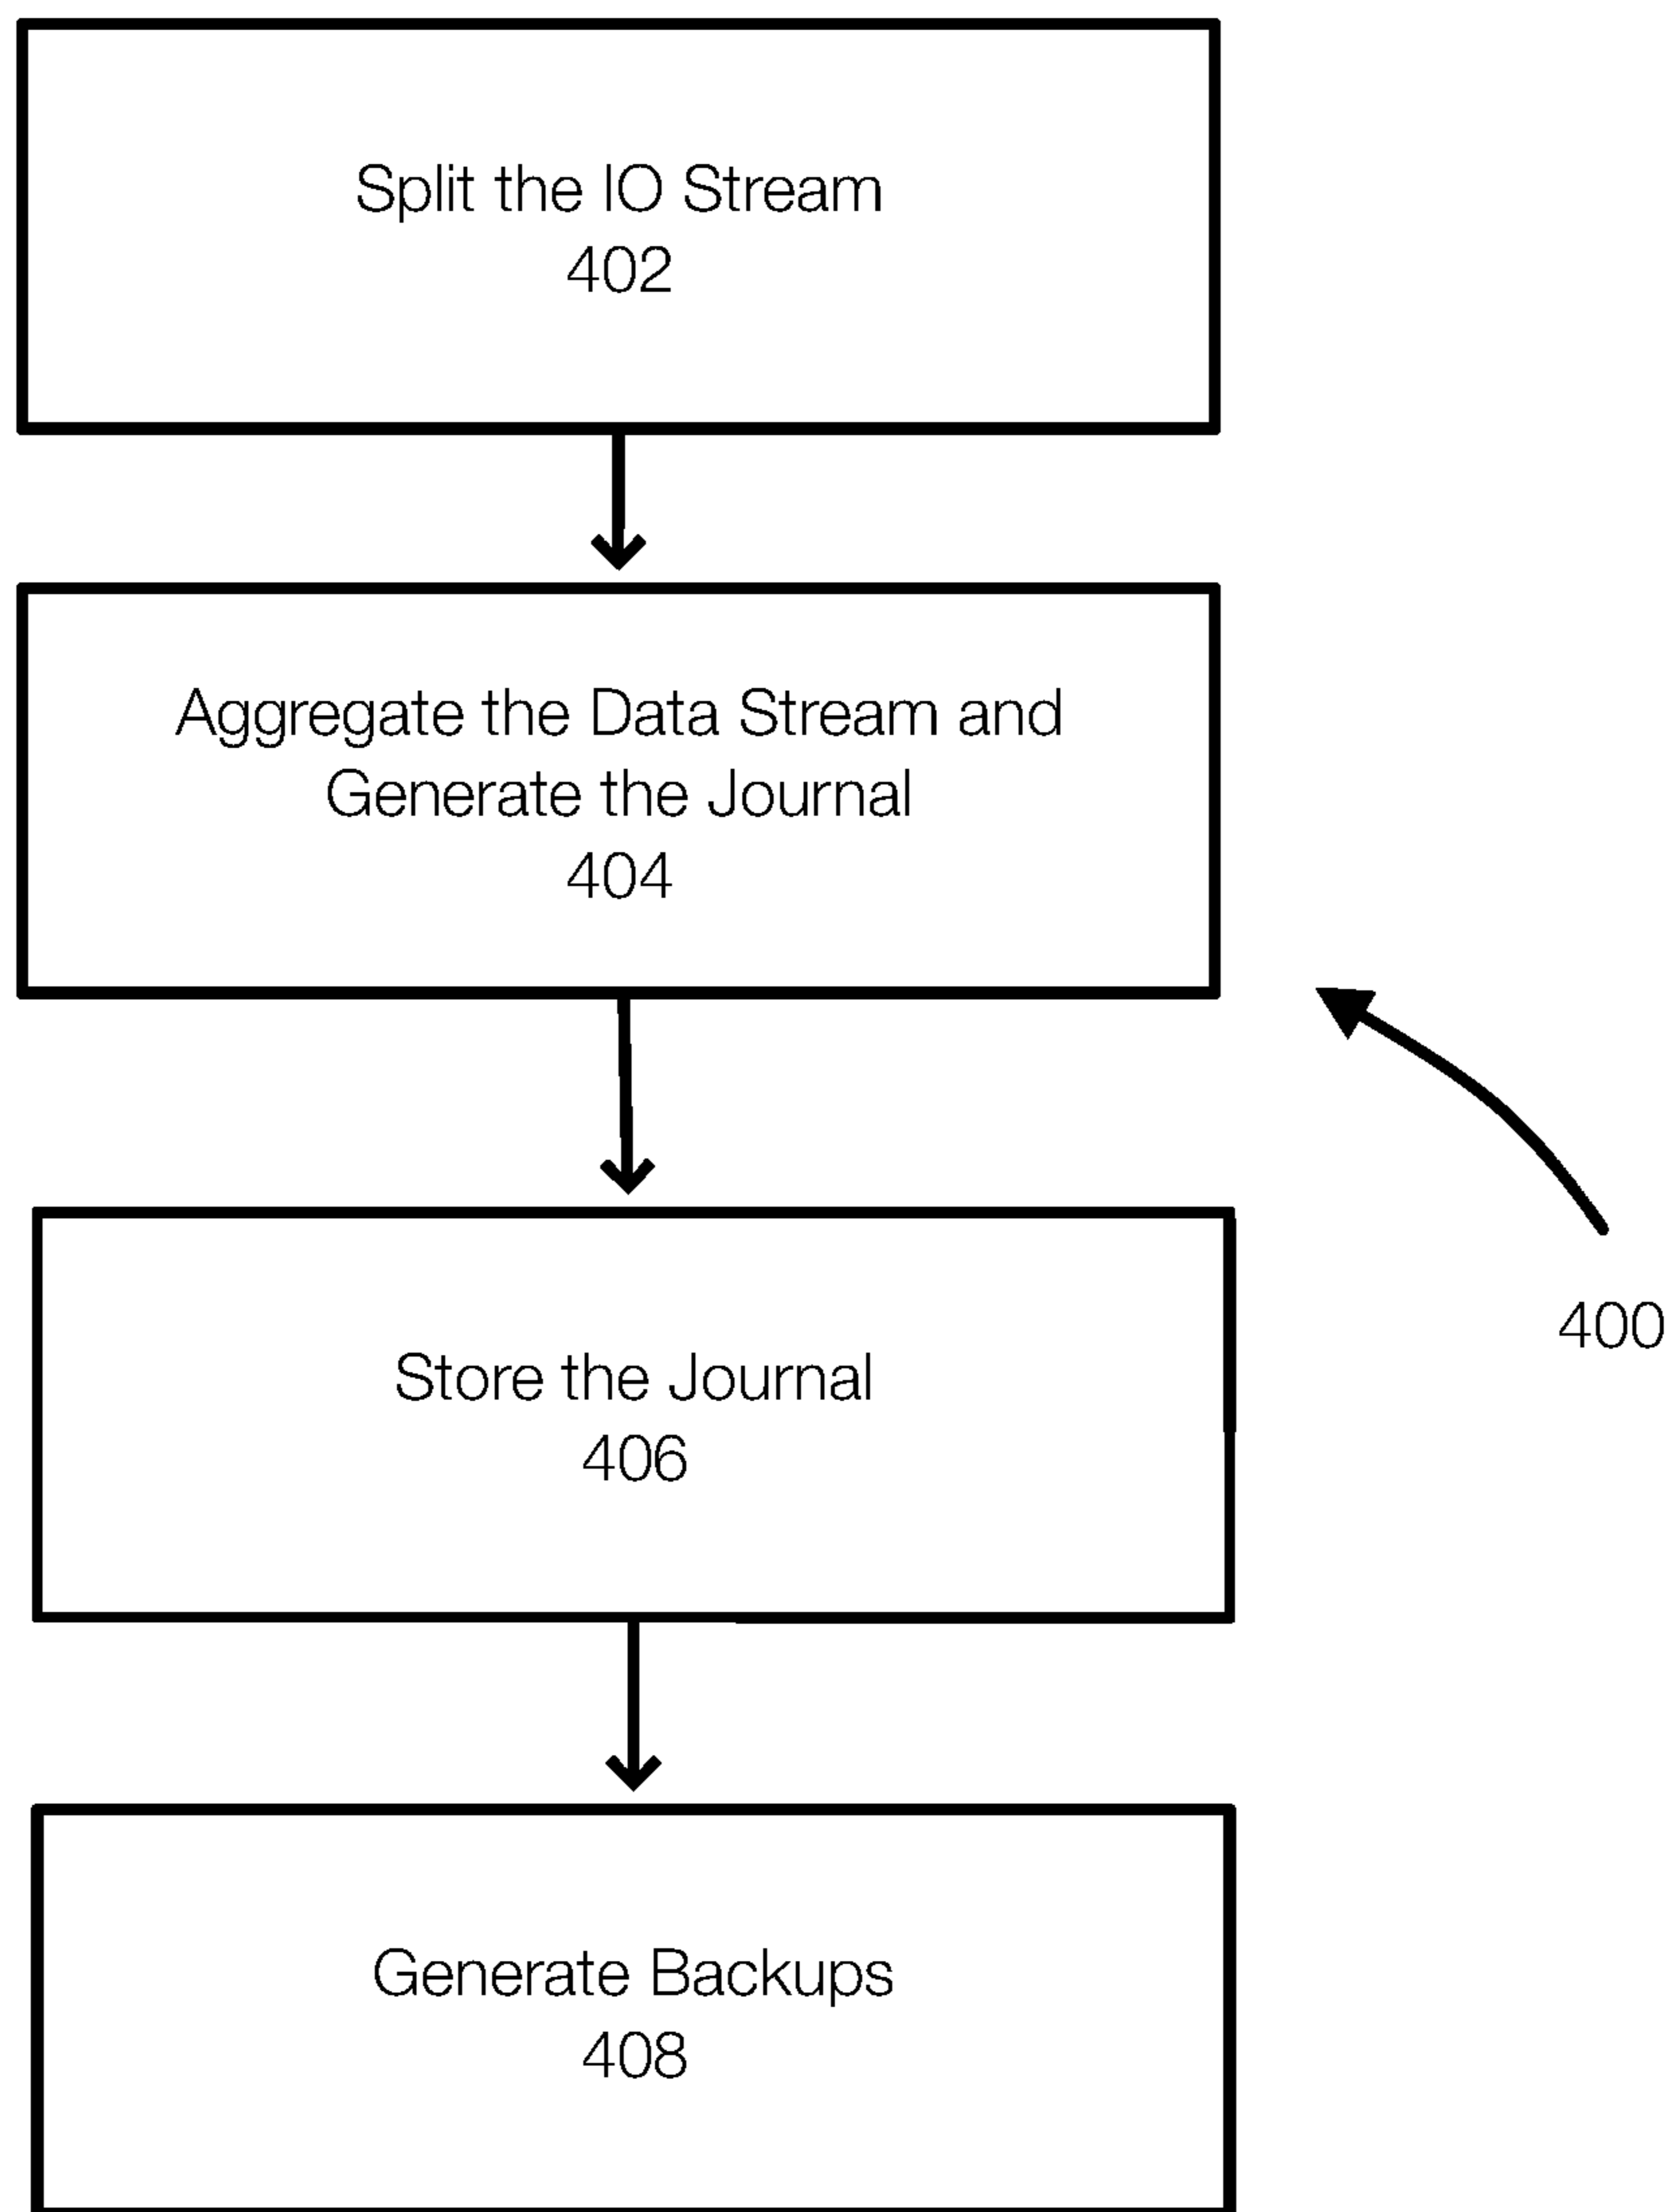 Split the IO Stream
402
Aggregate the Data Stream and
Generate the Journal
404
400
Store the Journal
406
Generate Backups
408